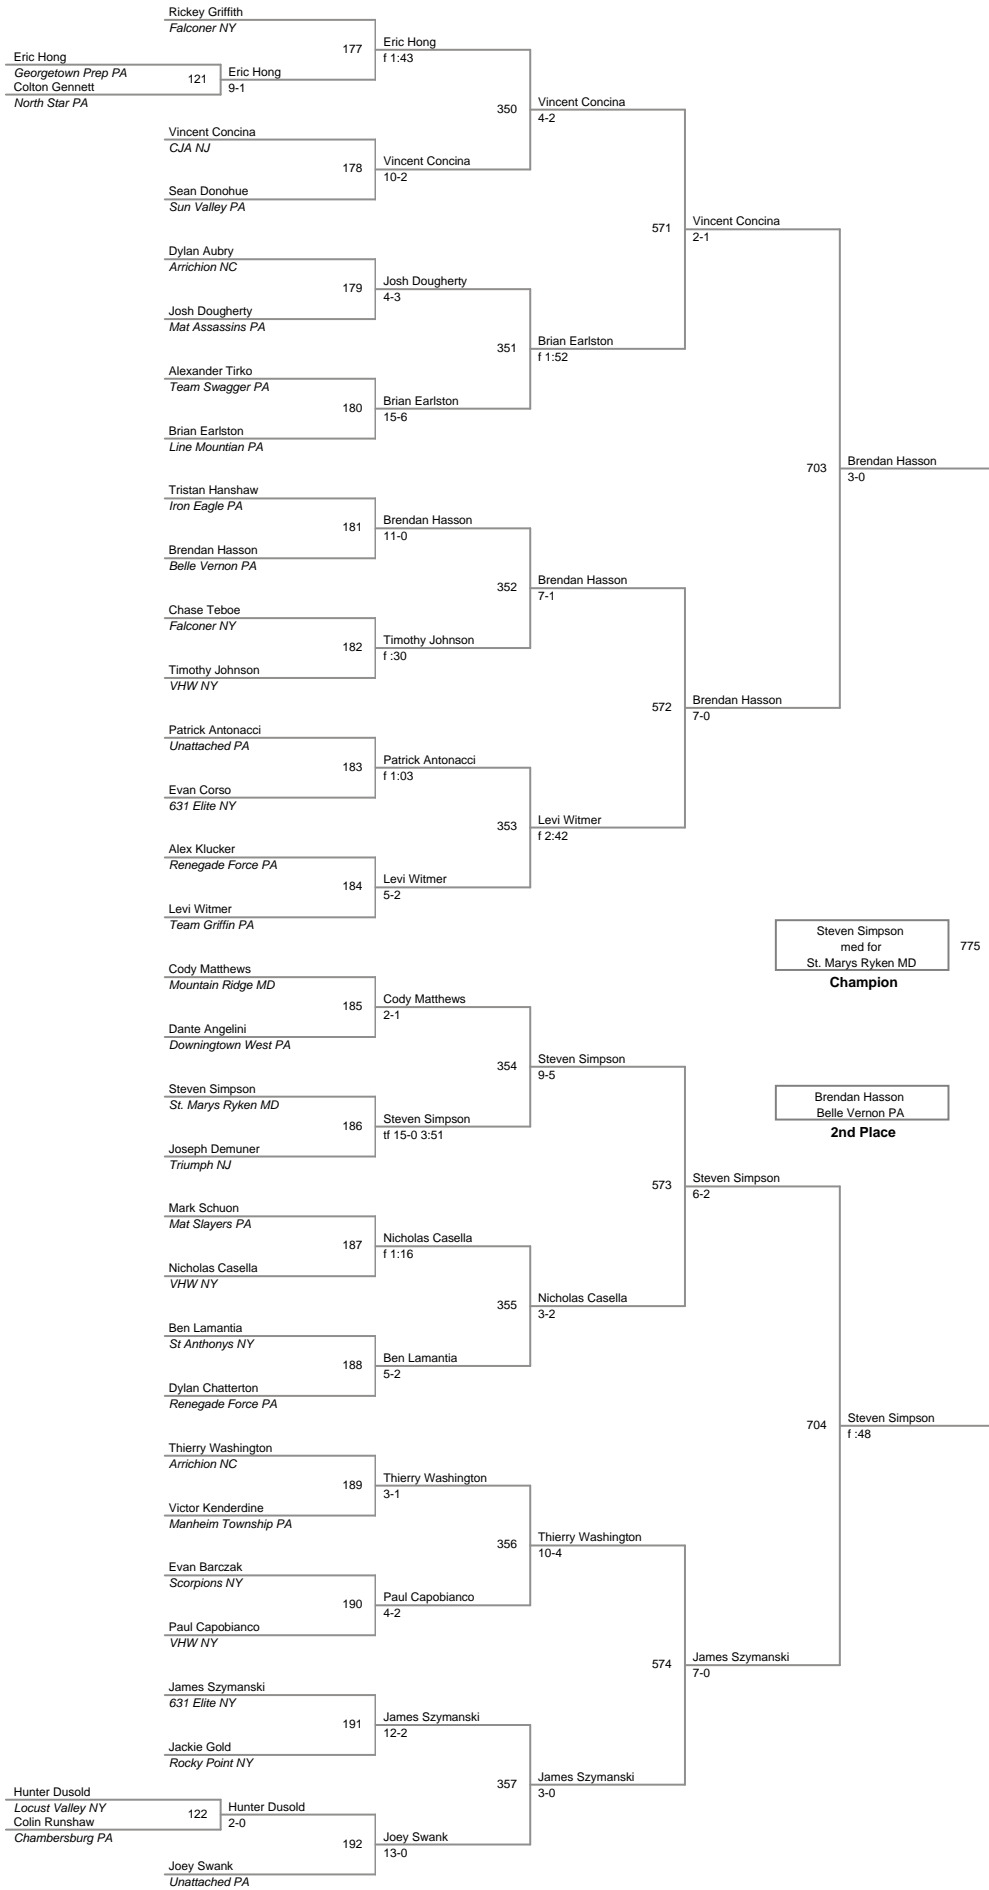 Rickey Griffith
Falconer NY
177
Eric Hong
f 1:43
Eric Hong
Georgetown Prep PA
121
Eric Hong
9-1
Colton Gennett
North Star PA
350
Vincent Concina
4-2
Vincent Concina
CJA NJ
178
Vincent Concina
10-2
Sean Donohue
Sun Valley PA
571
Vincent Concina
2-1
Dylan Aubry
Arrichion NC
179
Josh Dougherty
4-3
Josh Dougherty
Mat Assassins PA
351
Brian Earlston
f 1:52
Alexander Tirko
Team Swagger PA
180
Brian Earlston
15-6
Brian Earlston
Line Mountian PA
703
Brendan Hasson
3-0
Tristan Hanshaw
Iron Eagle PA
181
Brendan Hasson
11-0
Brendan Hasson
Belle Vernon PA
352
Brendan Hasson
7-1
Chase Teboe
Falconer NY
182
Timothy Johnson
f :30
Timothy Johnson
VHW NY
572
Brendan Hasson
7-0
Patrick Antonacci
Unattached PA
183
Patrick Antonacci
f 1:03
Evan Corso
631 Elite NY
353
Levi Witmer
f 2:42
Alex Klucker
Renegade Force PA
184
Levi Witmer
5-2
Levi Witmer
Team Griffin PA
Steven Simpson
med for
St. Marys Ryken MD
775
Champion
Cody Matthews
Mountain Ridge MD
185
Cody Matthews
2-1
Dante Angelini
Downingtown West PA
354
Steven Simpson
9-5
Steven Simpson
St. Marys Ryken MD
186
Steven Simpson
tf 15-0 3:51
Joseph Demuner
Triumph NJ
Brendan Hasson
Belle Vernon PA
2nd Place
573
Steven Simpson
6-2
Mark Schuon
Mat Slayers PA
187
Nicholas Casella
f 1:16
Nicholas Casella
VHW NY
355
Nicholas Casella
3-2
Ben Lamantia
St Anthonys NY
188
Ben Lamantia
5-2
Dylan Chatterton
Renegade Force PA
704
Steven Simpson
f :48
Thierry Washington
Arrichion NC
189
Thierry Washington
3-1
Victor Kenderdine
Manheim Township PA
356
Thierry Washington
10-4
Evan Barczak
Scorpions NY
190
Paul Capobianco
4-2
Paul Capobianco
VHW NY
574
James Szymanski
7-0
James Szymanski
631 Elite NY
191
James Szymanski
12-2
Jackie Gold
Rocky Point NY
357
James Szymanski
3-0
Hunter Dusold
Locust Valley NY
122
Hunter Dusold
2-0
Colin Runshaw
Chambersburg PA
192
Joey Swank
13-0
Joey Swank
Unattached PA